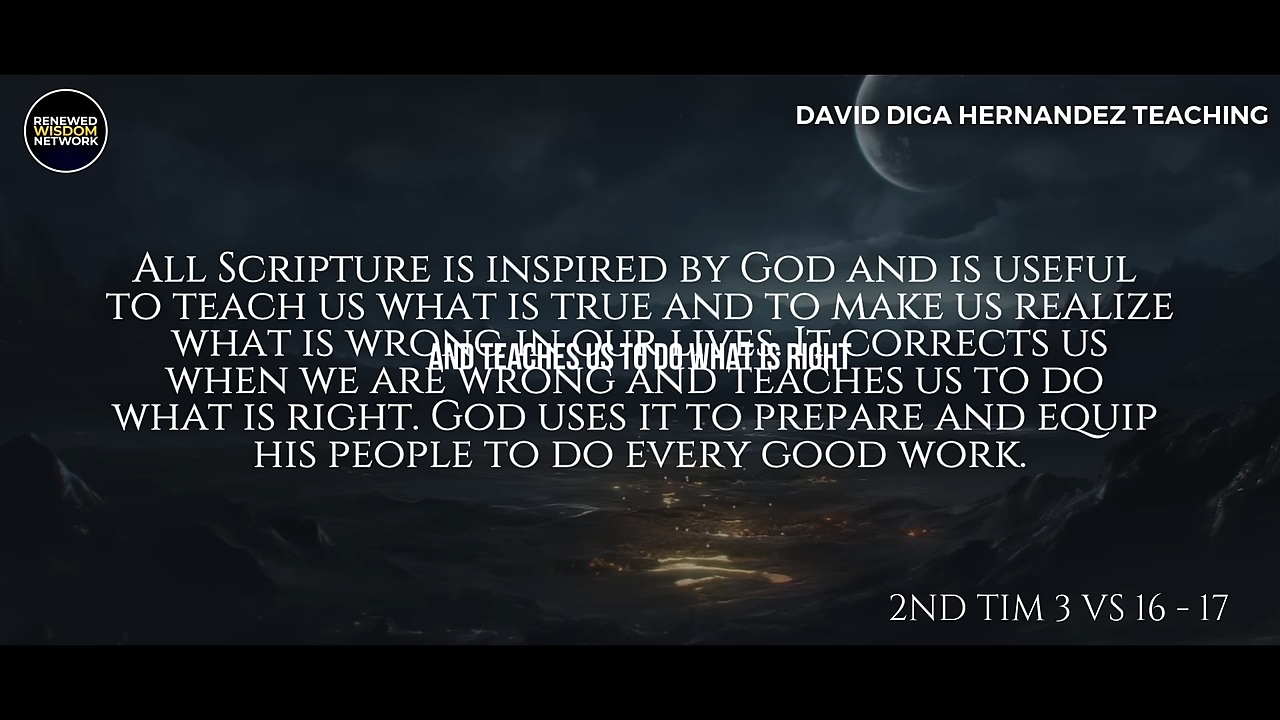 RENEWED
WISDOM
NETWORK
DAVID DIGA HERNANDEZ TEACHING
All Scripture is inspired by God and is useful
to teach us what is true and to make us realize
what is wrong in our lives. It corrects us
AND TEACHES US TO DO WHAT IS RIGHT
when we are wrong and teaches us to do
what is right. God uses it to prepare and equip
his people to do every good work.
2ND TIM 3 VS 16 - 17